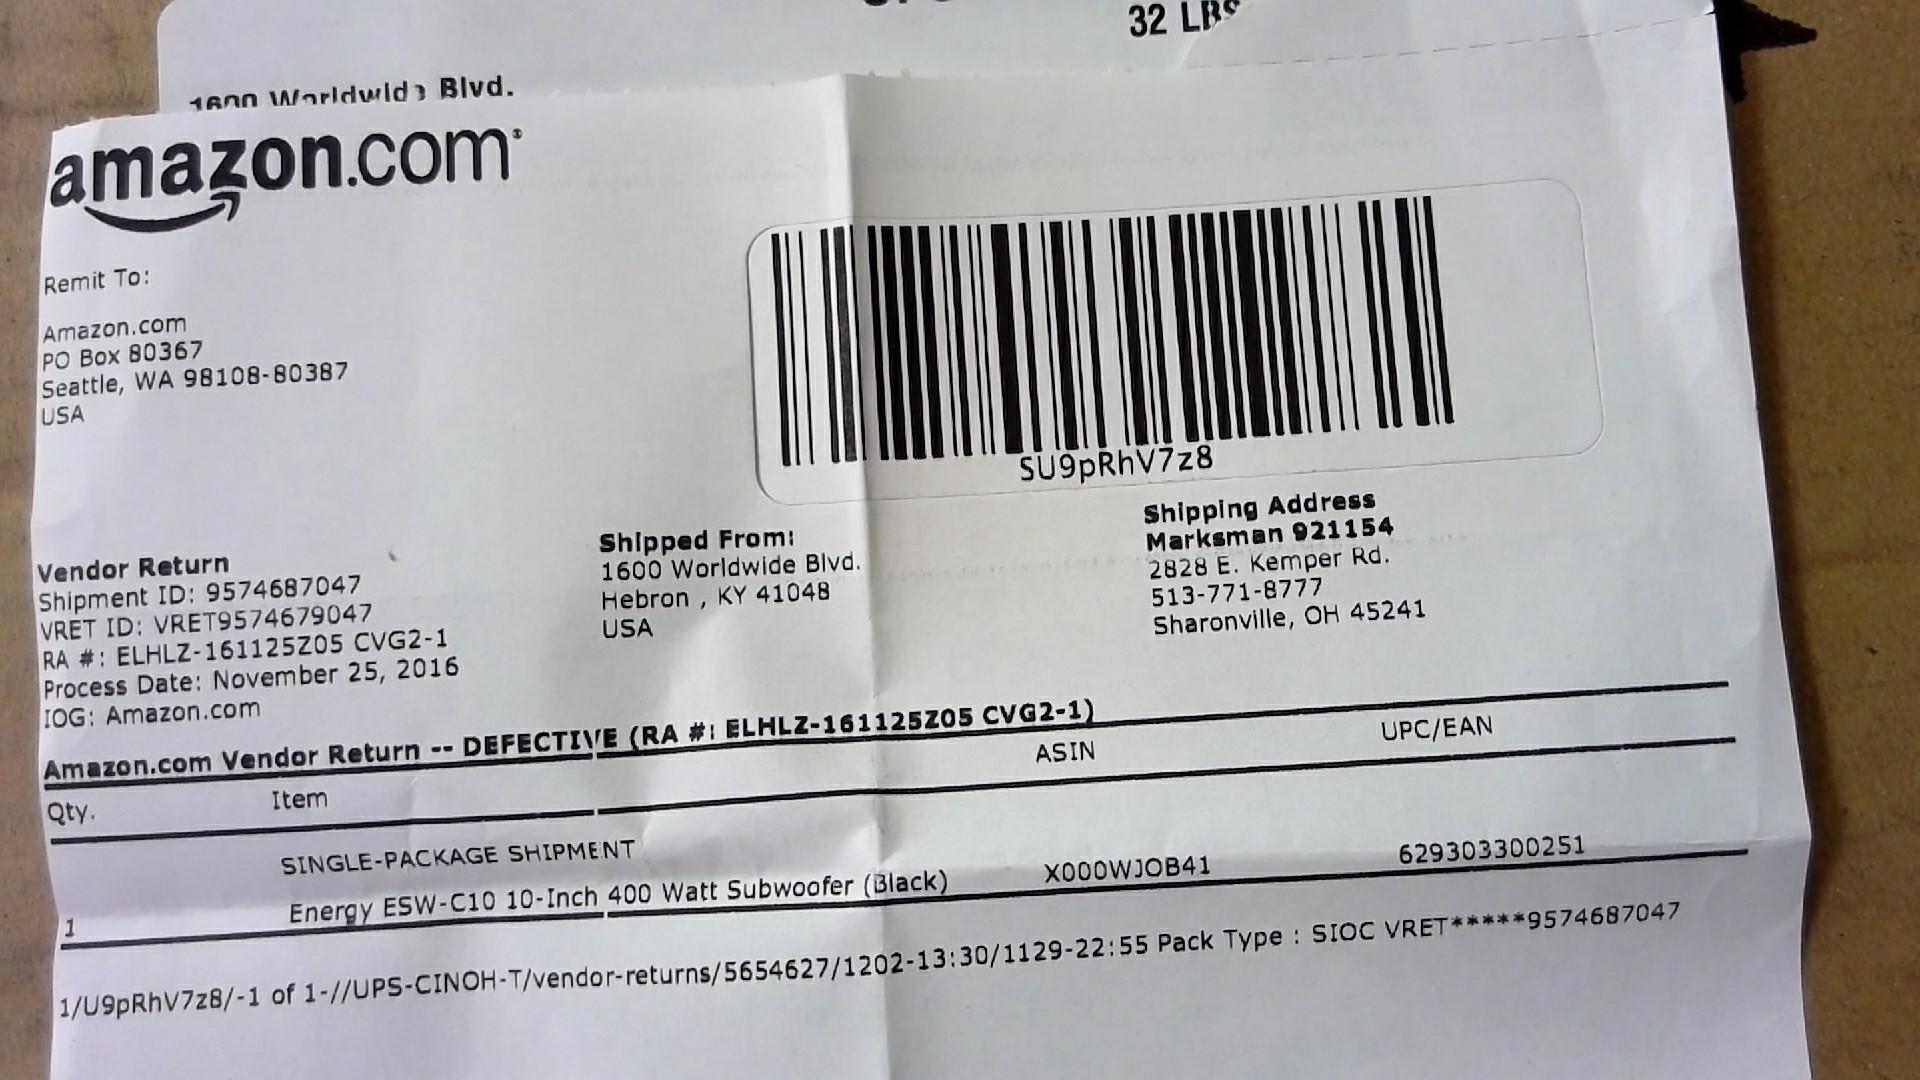 32 LBS
1600 Worldwide Blvd.
amazon.com
Remit To:
Amazon.com
PO Box 80367
Seattle, WA 98108-80387
USA
SU9pRhV7z8
Vendor Return
Shipment ID: 9574687047
VRET ID: VRET9574679047
RA #: ELHLZ-161125Z05 CVG2-1
Process Date: November 25, 2016
IOG: Amazon.com
Shipped From:
1600 Worldwide Blvd.
Hebron , KY 41048
USA
Shipping Address
Marksman 921154
2828 E. Kemper Rd.
513-771-8777
Sharonville, OH 45241
Amazon.com Vendor Return -- DEFECTIVE (RA #: ELHLZ-161125Z05 CVG2-1)
Qty. Item ASIN UPC/EAN
SINGLE-PACKAGE SHIPMENT
1 Energy ESW-C10 10-Inch 400 Watt Subwoofer (Black) X000WJOB41 629303300251
1/U9pRhV7z8/-1 of 1-//UPS-CINOH-T/vendor-returns/5654627/1202-13:30/1129-22:55 Pack Type : SIOC VRET*****9574687047